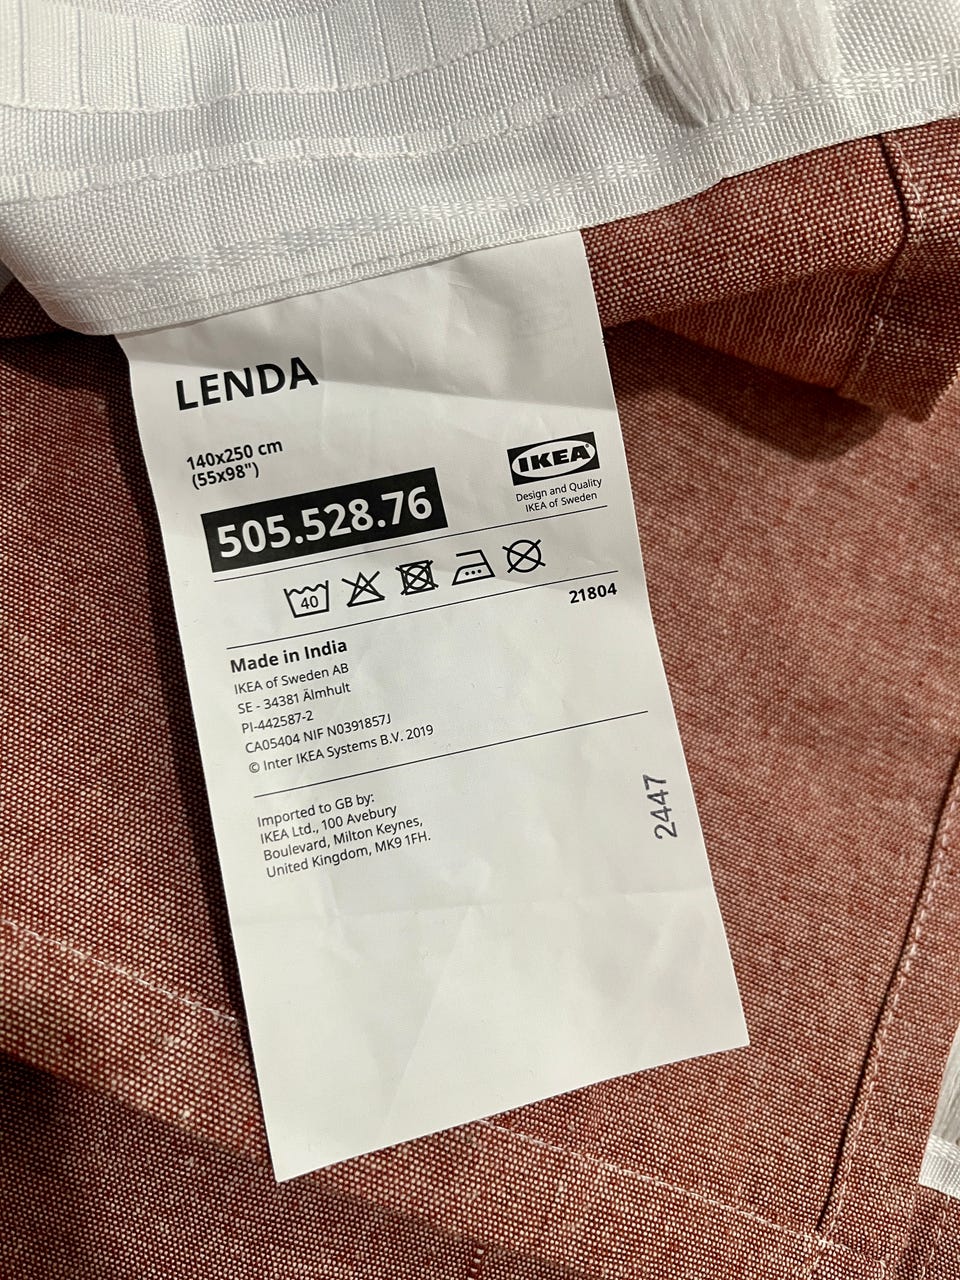 LENDA
140x250 cm
(55x98")
IKEA®
Design and Quality
IKEA of Sweden
505.528.76
40
21804
Made in India
IKEA of Sweden AB
SE - 34381 Älmhult
PI-442587-2
CA05404 NIF N0391857J
© Inter IKEA Systems B.V. 2019
2447
Imported to GB by:
IKEA Ltd., 100 Avebury
Boulevard, Milton Keynes,
United Kingdom, MK9 1FH.